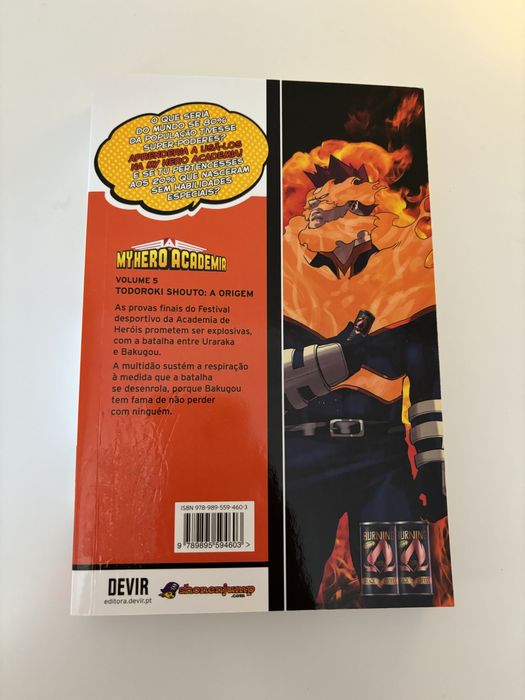 O QUE SERIA
DO MUNDO SE 80%
DA POPULAÇÃO TIVESSE
SUPER-PODERES?
APRENDERIA A USÁ-LOS
NA MY HERO ACADEMIA!
E SE TU PERTENCESSES
AOS 20% QUE NASCERAM
SEM HABILIDADES
ESPECIAIS?
MY HERO ACADEMIA
VOLUME 5
TODOROKI SHOUTO: A ORIGEM
As provas finais do Festival
desportivo da Academia de
Heróis prometem ser explosivas,
com a batalha entre Uraraka
e Bakugou.
A multidão sustém a respiração
à medida que a batalha
se desenrola, porque Bakugou
tem fama de não perder
com ninguém.
ISBN 978-989-559-460-3
9 789895 594603 >
DEVIR
editora.devir.pt
shonenjump
.com
BURNING
BURNING